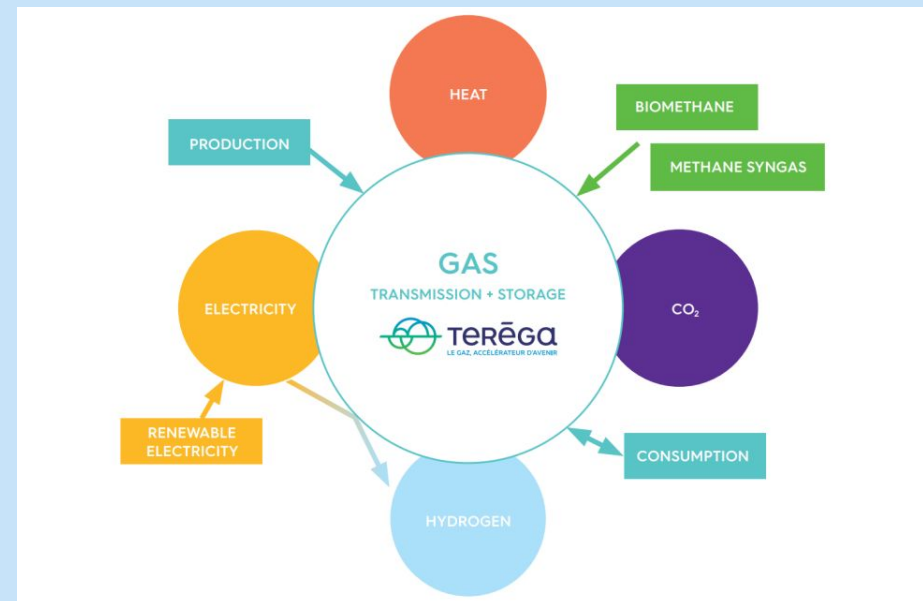 HEAT
BIOMETHANE
PRODUCTION
METHANE SYNGAS
GAS
TRANSMISSION + STORAGE
ELECTRICITY
CO₂
TERĒGA
LE GAZ, ACCÉLÉRATEUR D'AVENIR
RENEWABLE
ELECTRICITY
CONSUMPTION
HYDROGEN